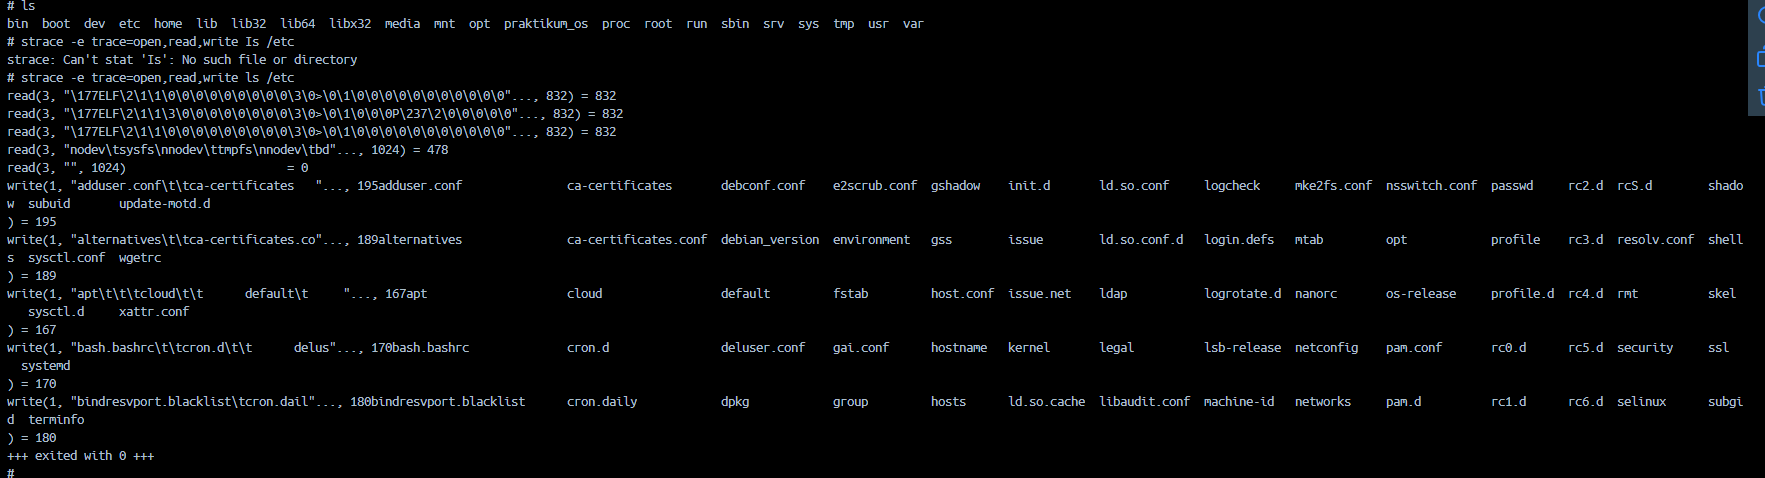 # ls
bin  boot  dev  etc  home  lib  lib32  lib64  libx32  media  mnt  opt  praktikum_os  proc  root  run  sbin  srv  sys  tmp  usr  var
# strace -e trace=open,read,write Is /etc
strace: Can't stat 'Is': No such file or directory
# strace -e trace=open,read,write ls /etc
read(3, "\177ELF\2\1\1\0\0\0\0\0\0\0\0\0\3\0>\0\1\0\0\0\0\0\0\0\0\0\0\0"..., 832) = 832
read(3, "\177ELF\2\1\1\3\0\0\0\0\0\0\0\0\3\0>\0\1\0\0\0P\237\2\0\0\0\0\0"..., 832) = 832
read(3, "\177ELF\2\1\1\0\0\0\0\0\0\0\0\0\3\0>\0\1\0\0\0\0\0\0\0\0\0\0\0"..., 832) = 832
read(3, "nodev\tsysfs\nnodev\ttmpfs\nnodev\tbd"..., 1024) = 478
read(3, "", 1024)                       = 0
write(1, "adduser.conf\t\tca-certificates   "..., 195adduser.conf               ca-certificates       debconf.conf    e2scrub.conf  gshadow    init.d     ld.so.conf     logcheck     mke2fs.conf  nsswitch.conf  passwd     rc2.d  rcS.d        shado
w  subuid       update-motd.d
) = 195
write(1, "alternatives\t\tca-certificates.co"..., 189alternatives               ca-certificates.conf  debian_version  environment   gss        issue      ld.so.conf.d   login.defs   mtab         opt            profile    rc3.d  resolv.conf  shell
s  sysctl.conf  wgetrc
) = 189
write(1, "apt\t\t\tcloud\t\t      default\t     "..., 167apt                    cloud                 default         fstab         host.conf  issue.net  ldap           logrotate.d  nanorc       os-release     profile.d  rc4.d  rmt          skel
   sysctl.d     xattr.conf
) = 167
write(1, "bash.bashrc\t\tcron.d\t\t      delus"..., 170bash.bashrc              cron.d                deluser.conf    gai.conf      hostname   kernel     legal          lsb-release  netconfig    pam.conf       rc0.d      rc5.d  security     ssl
  systemd
) = 170
write(1, "bindresvport.blacklist\tcron.dail"..., 180bindresvport.blacklist      cron.daily            dpkg            group         hosts      ld.so.cache  libaudit.conf  machine-id   networks     pam.d          rc1.d      rc6.d  selinux      subgi
d  terminfo
) = 180
+++ exited with 0 +++
#